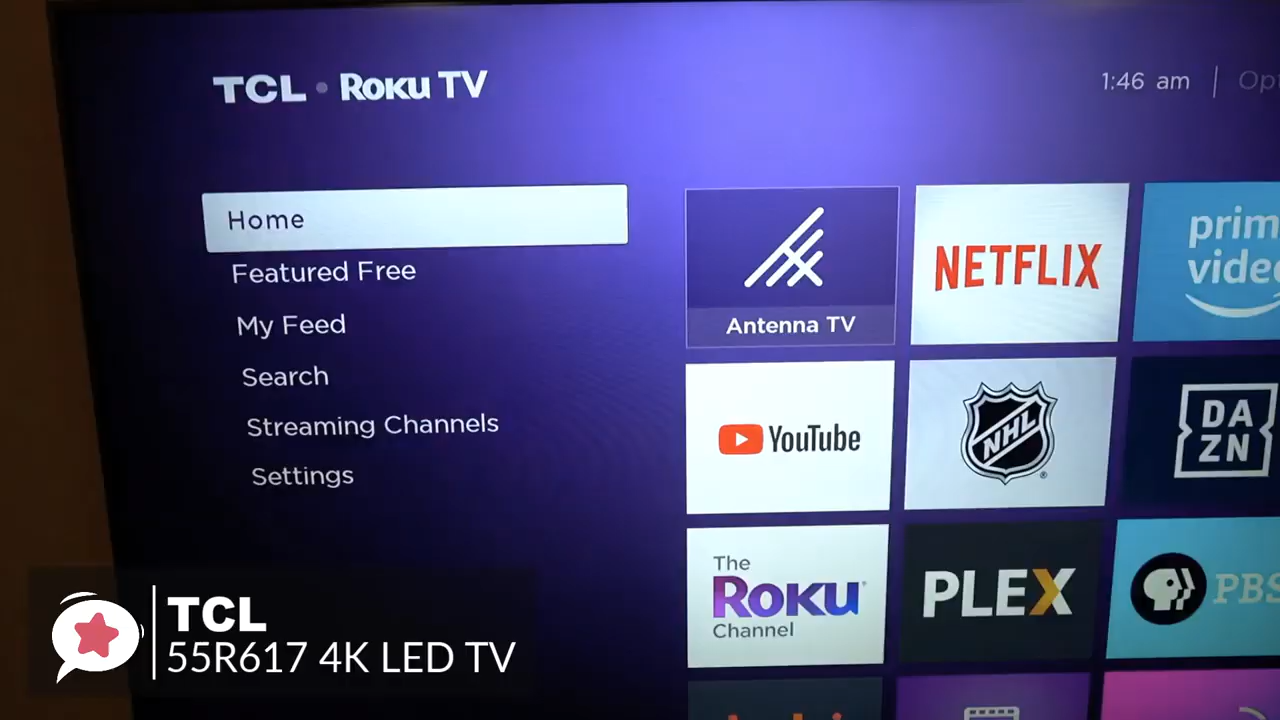 TCL • Roku TV
1:46 am |
Home
Featured Free
My Feed
Search
Streaming Channels
Settings
Antenna TV
NETFLIX
prim
video
YouTube
NHL
®
DA
ZN
The
Roku
Channel
PLEX
PBS
TCL
55R617 4K LED TV